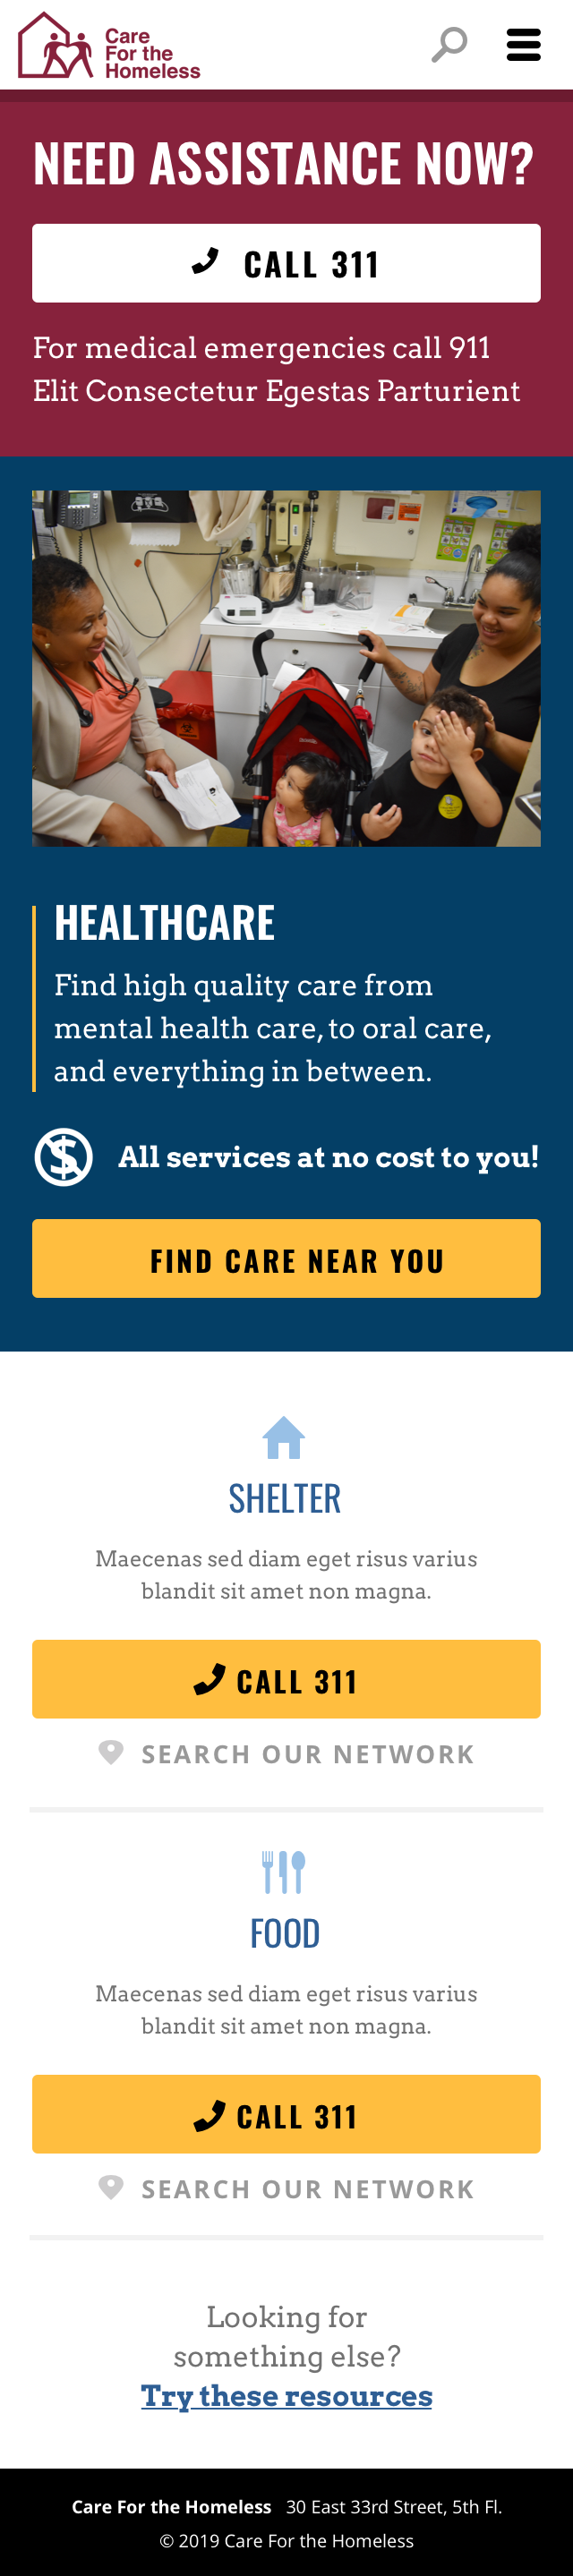 Care
For the
Homeless
NEED ASSISTANCE NOW?
CALL 311
For medical emergencies call 911
Elit Consectetur Egestas Parturient
HEALTHCARE
Find high quality care from
mental health care, to oral care,
and everything in between.
All services at no cost to you!
FIND CARE NEAR YOU
SHELTER
Maecenas sed diam eget risus varius
blandit sit amet non magna.
CALL 311
SEARCH OUR NETWORK
FOOD
Maecenas sed diam eget risus varius
blandit sit amet non magna.
CALL 311
SEARCH OUR NETWORK
Looking for
something else?
Try these resources
Care For the Homeless 30 East 33rd Street, 5th Fl.
© 2019 Care For the Homeless